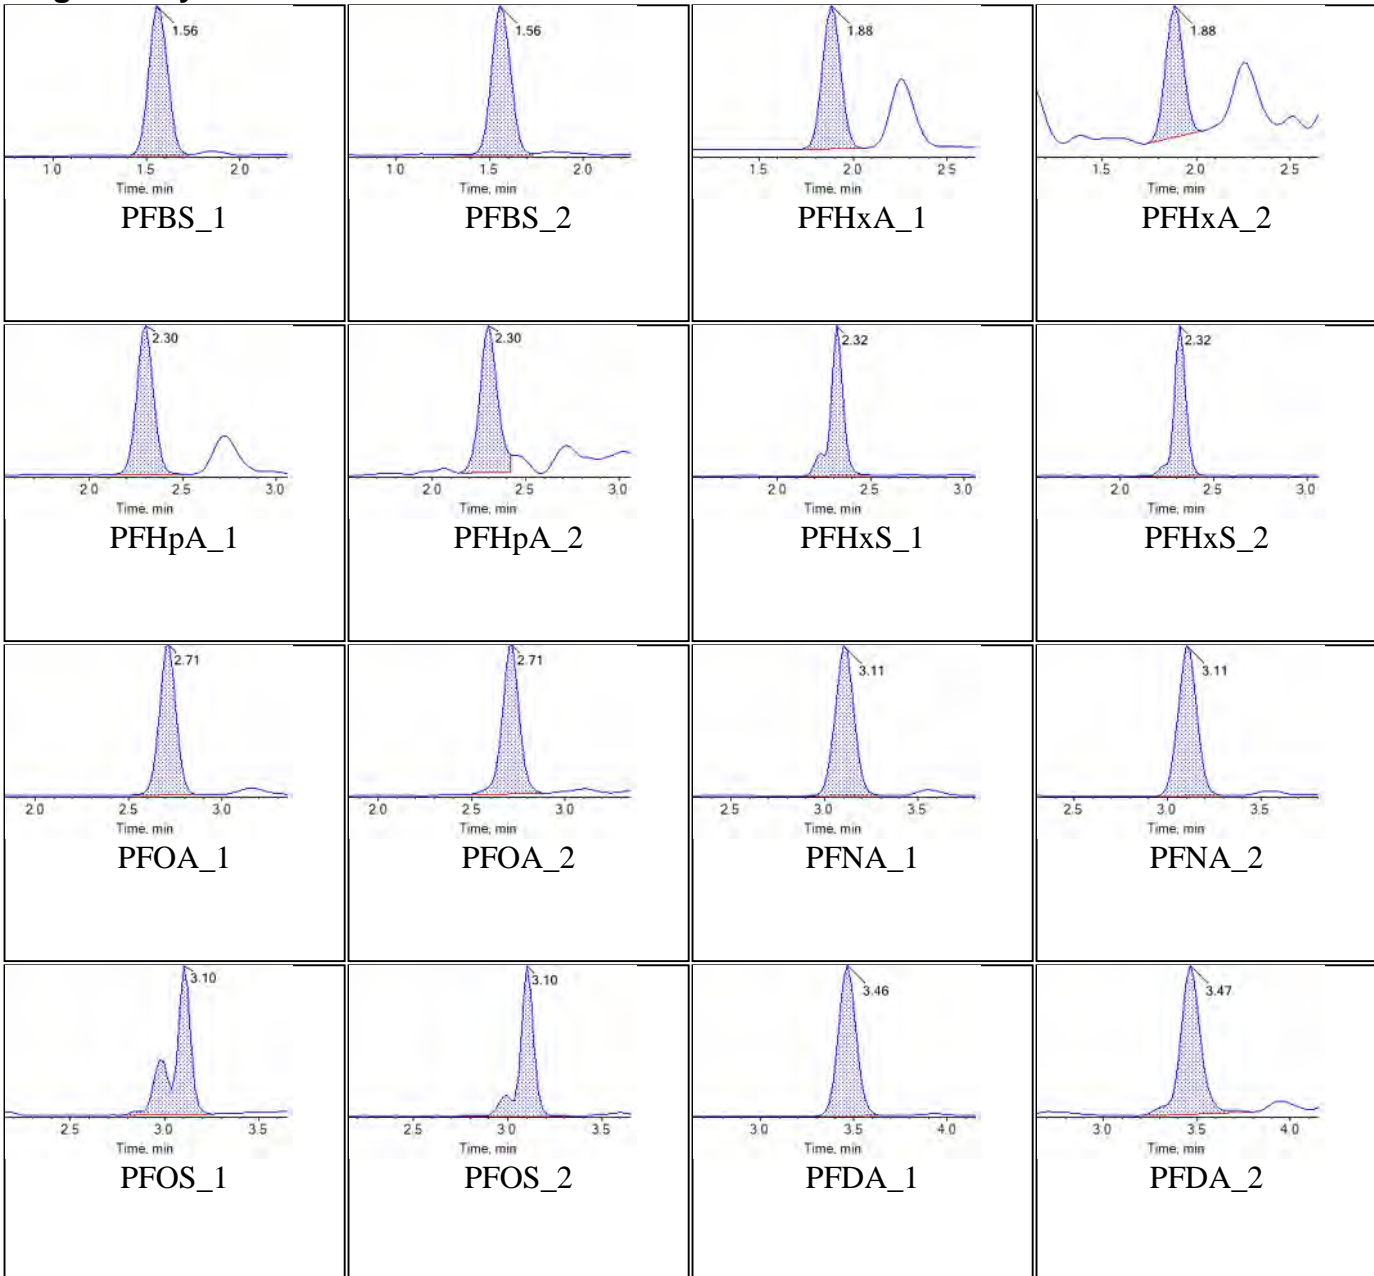 1.56 1.56 1.88 1.88
1.0 1.5 2.0 1.0 1.5 2.0 1.5 2.0 2.5 1.5 2.0 2.5
Time, min Time, min Time, min Time, min
PFBS_1 PFBS_2 PFHxA_1 PFHxA_2
2.30 2.30 2.32 2.32
2.0 2.5 3.0 2.0 2.5 3.0 2.0 2.5 3.0 2.0 2.5 3.0
Time, min Time, min Time, min Time, min
PFHpA_1 PFHpA_2 PFHxS_1 PFHxS_2
2.71 2.71 3.11 3.11
2.0 2.5 3.0 2.0 2.5 3.0 2.5 3.0 3.5 2.5 3.0 3.5
Time, min Time, min Time, min Time, min
PFOA_1 PFOA_2 PFNA_1 PFNA_2
3.10 3.10 3.46 3.47
2.5 3.0 3.5 2.5 3.0 3.5 3.0 3.5 4.0 3.0 3.5 4.0
Time, min Time, min Time, min Time, min
PFOS_1 PFOS_2 PFDA_1 PFDA_2